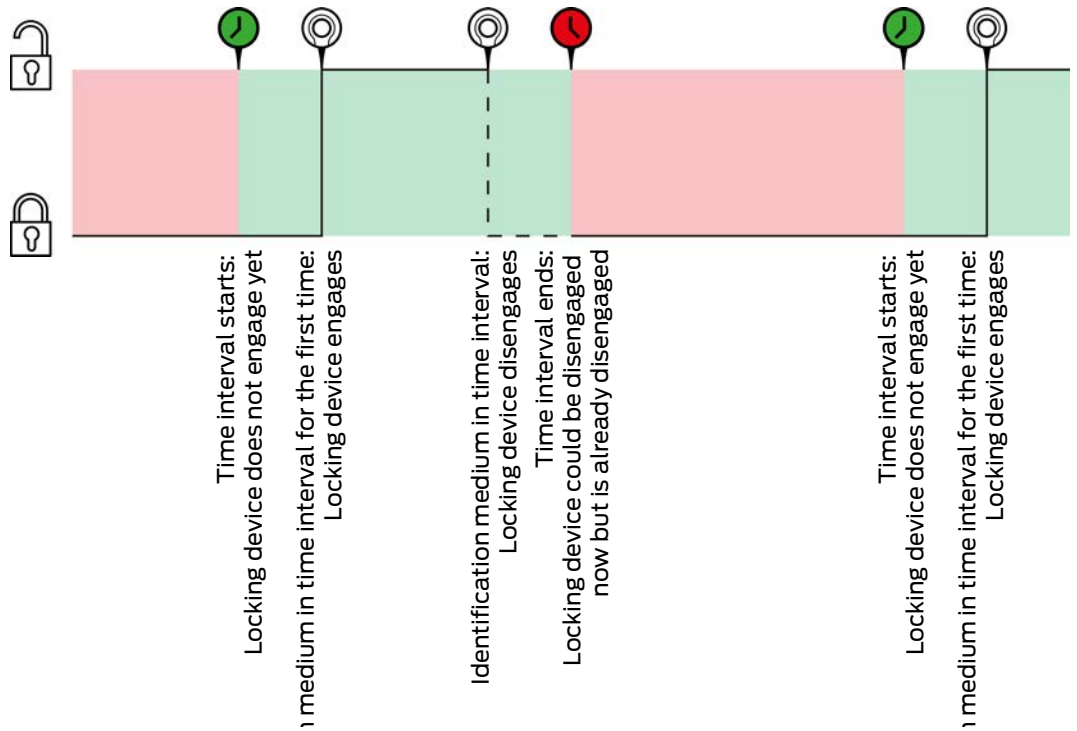 Time interval starts:
Locking device does not engage yet
medium in time interval for the first time:
Locking device engages
Identification medium in time interval:
Locking device disengages
Time interval ends:
Locking device could be disengaged
now but is already disengaged
Time interval starts:
Locking device does not engage yet
medium in time interval for the first time:
Locking device engages